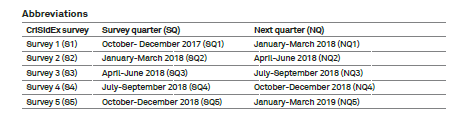 Abbreviations
CriSidEx survey Survey quarter (SQ) Next quarter (NQ)
Survey 1 (S1) October- December 2017 (SQ1) January-March 2018 (NQ1)
Survey 2 (S2) January-March 2018 (SQ2) April-June 2018 (NQ2)
Survey 3 (S3) April-June 2018 (SQ3) July-September 2018 (NQ3)
Survey 4 (S4) July-September 2018 (SQ4) October-December 2018 (NQ4)
Survey 5 (S5) October-December 2018 (SQ5) January-March 2019 (NQ5)